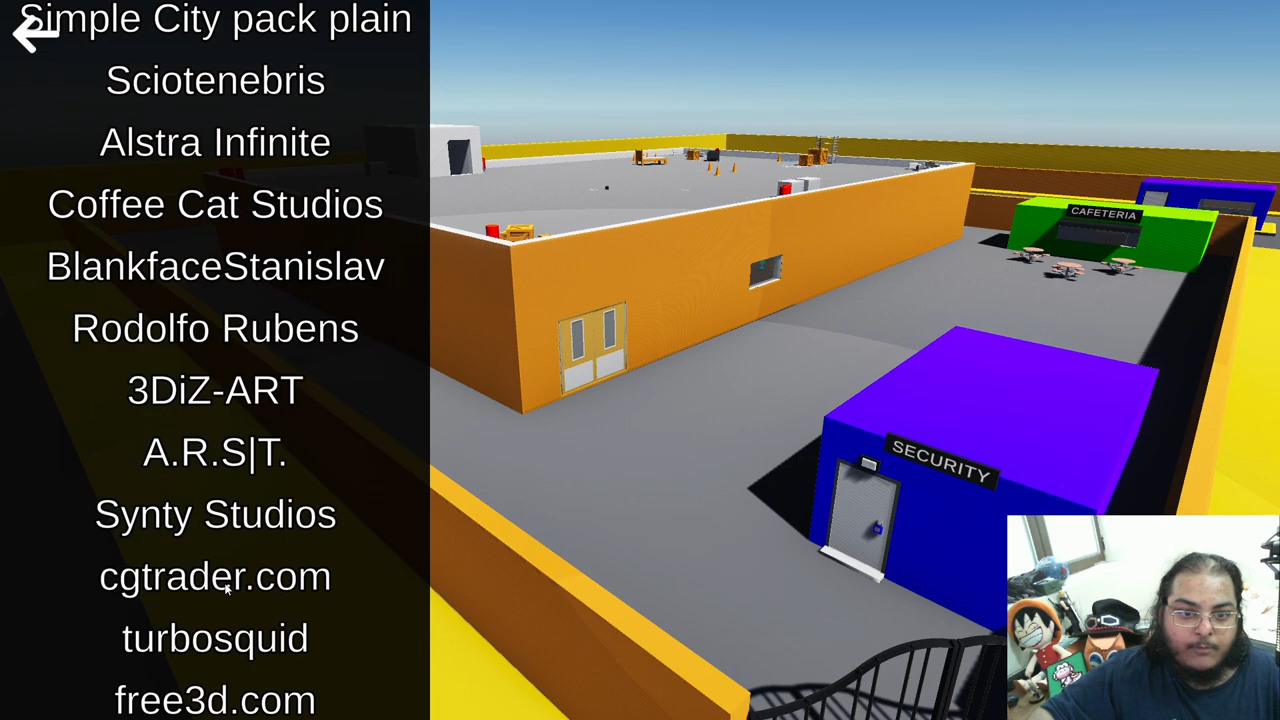 Simple City pack plain
Sciotenebris
Alstra Infinite
Coffee Cat Studios
BlankfaceStanislav
Rodolfo Rubens
3DiZ-ART
A.R.S|T.
Synty Studios
cgtrader.com
turbosquid
free3d.com
CAFETERIA
SECURITY